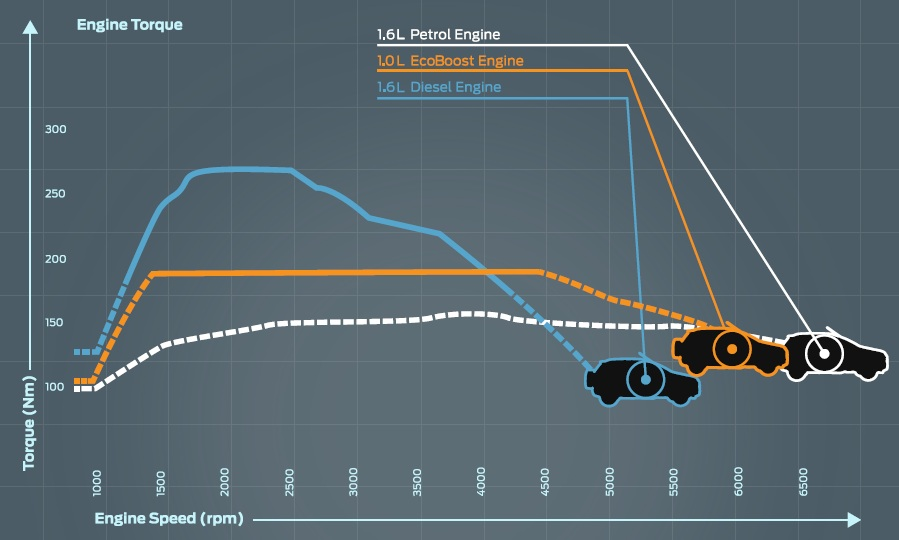 Engine Torque
1.6L Petrol Engine
1.0L EcoBoost Engine
1.6L Diesel Engine
300
250
200
150
100
Torque (Nm)
1000
1500
2000
2500
3000
3500
4000
4500
5000
5500
6000
6500
Engine Speed (rpm)